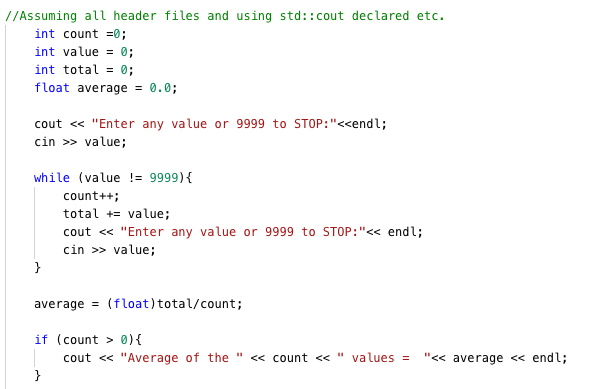 //Assuming all header files and using std::cout declared etc.
int count =0;
int value = 0;
int total = 0;
float average = 0.0;
cout << "Enter any value or 9999 to STOP:"<<endl;
cin >> value;
while (value != 9999){
count++;
total += value;
cout << "Enter any value or 9999 to STOP:"<< endl;
cin >> value;
}
average = (float)total/count;
if (count > 0){
cout << "Average of the " << count << " values =  "<< average << endl;
}